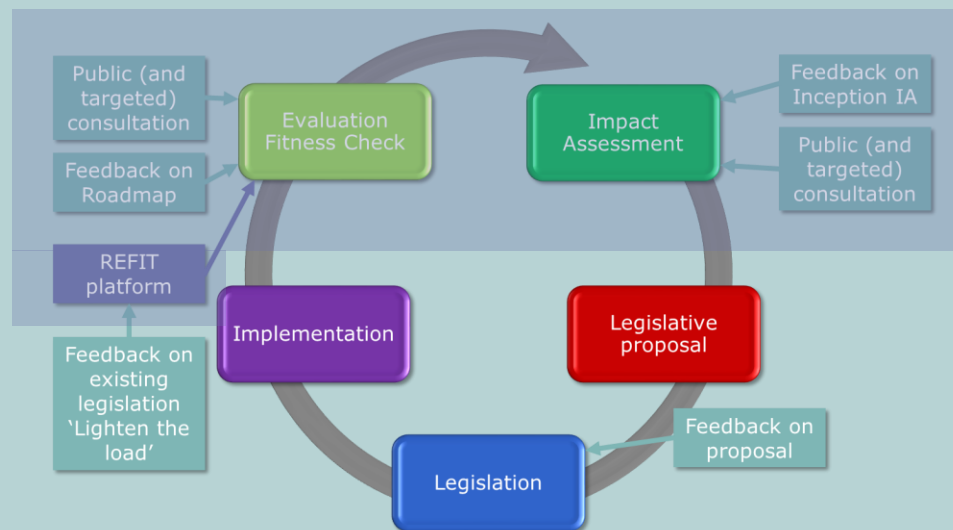 Public (and
targeted)
consultation
Evaluation
Fitness Check
Impact
Assessment
Feedback on
Inception IA
Feedback on
Roadmap
Public (and
targeted)
consultation
REFIT
platform
Implementation
Legislative
proposal
Feedback on
existing
legislation
‘Lighten the
load’
Legislation
Feedback on
proposal